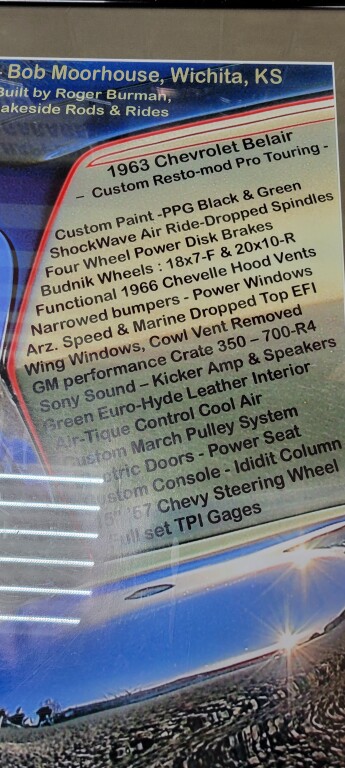 - Bob Moorhouse, Wichita, KS
Built by Roger Burman,
akeside Rods & Rides
1963 Chevrolet Belair
– Custom Resto-mod Pro Touring -
Custom Paint -PPG Black & Green
ShockWave Air Ride-Dropped Spindles
Four Wheel Power Disk Brakes
Budnik Wheels : 18x7-F & 20x10-R
Functional 1966 Chevelle Hood Vents
Narrowed bumpers - Power Windows
Arz. Speed & Marine Dropped Top EFI
Wing Windows, Cowl Vent Removed
GM performance Crate 350 – 700-R4
Sony Sound – Kicker Amp & Speakers
Green Euro-Hyde Leather Interior
Air-Tique Control Cool Air
ustom March Pulley System
ctric Doors - Power Seat
ustom Console - Ididit Column
'57 Chevy Steering Wheel
Full set TPI Gages